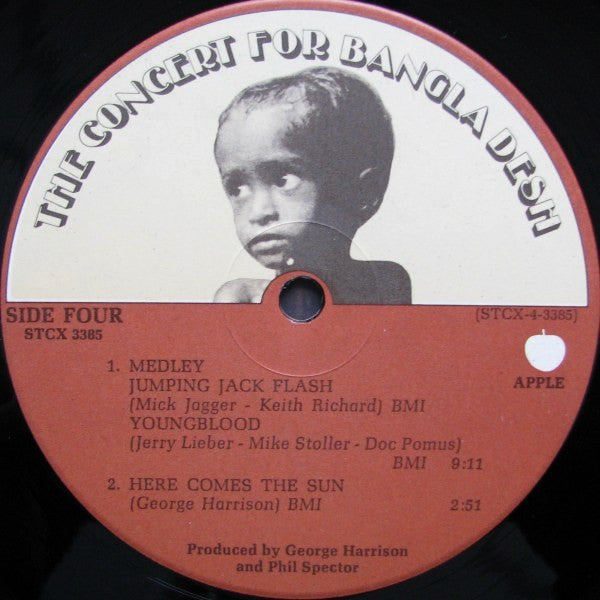 THE CONCERT FOR BANGLA DESH
SIDE FOUR
STCX 3385
(STCX-4-3385)
APPLE
1. MEDLEY
JUMPING JACK FLASH
(Mick Jagger - Keith Richard) BMI
YOUNGBLOOD
(Jerry Lieber - Mike Stoller - Doc Pomus)
BMI 9:11
2. HERE COMES THE SUN
(George Harrison) BMI 2:51
Produced by George Harrison
and Phil Spector